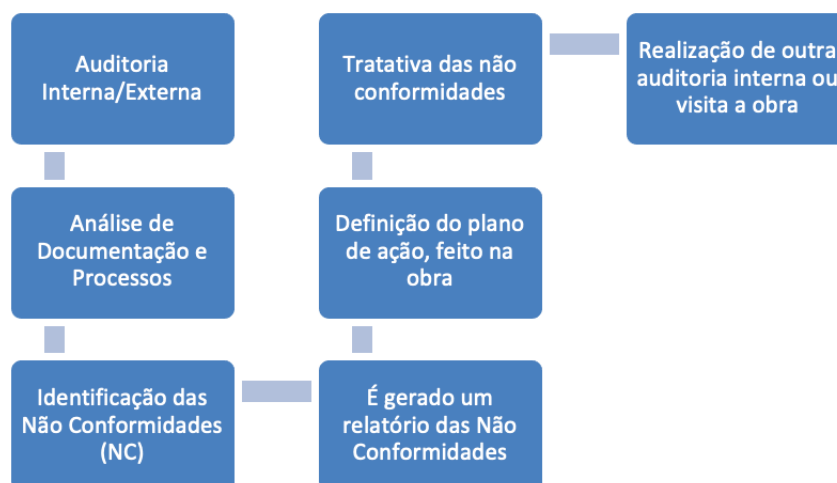 Auditoria
Interna/Externa
Análise de
Documentação e
Processos
Identificação das
Não Conformidades
(NC)
É gerado um
relatório das Não
Conformidades
Definição do plano
de ação, feito na
obra
Tratativa das não
conformidades
Realização de outra
auditoria interna ou
visita a obra